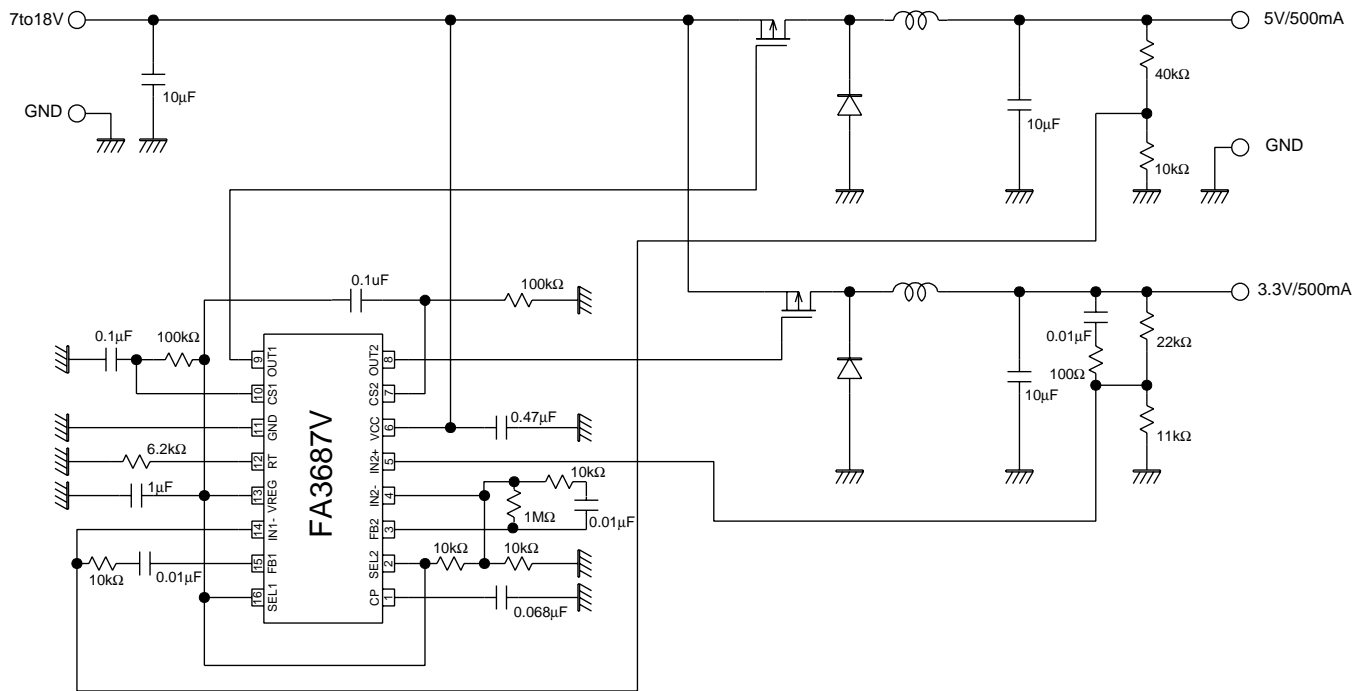 7to18V
5V/500mA
10μF
40kΩ
GND
10μF
10kΩ
GND
0.1uF
100kΩ
3.3V/500mA
0.1μF
100kΩ
0.01μF
22kΩ
100Ω
10μF
11kΩ
FA3687V
9 OUT1
OUT2 8
10 CS1
CS2 7
11 GND
VCC 6
0.47μF
6.2kΩ
12 RT
IN2+ 5
1μF
13 VREG
IN2- 4
10kΩ
1MΩ
0.01μF
14 IN1-
FB2 3
10kΩ
0.01μF
15 FB1
SEL2 2
10kΩ
10kΩ
16 SEL1
CP 1
0.068μF